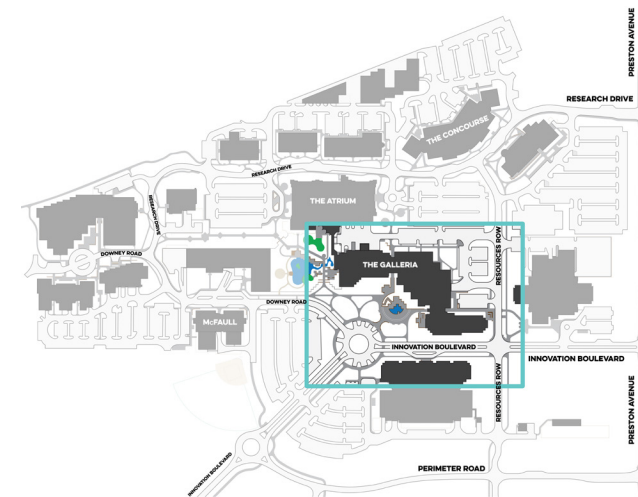 PRESTON AVENUE
RESEARCH DRIVE
THE CONCOURSE
RESEARCH DRIVE
THE ATRIUM
RESEARCH DRIVE
DOWNEY ROAD
THE GALLERIA
RESOURCES ROW
DOWNEY ROAD
McFAULL
INNOVATION BOULEVARD
INNOVATION BOULEVARD
RESOURCES ROW
PRESTON AVENUE
INNOVATION BOULEVARD
PERIMETER ROAD